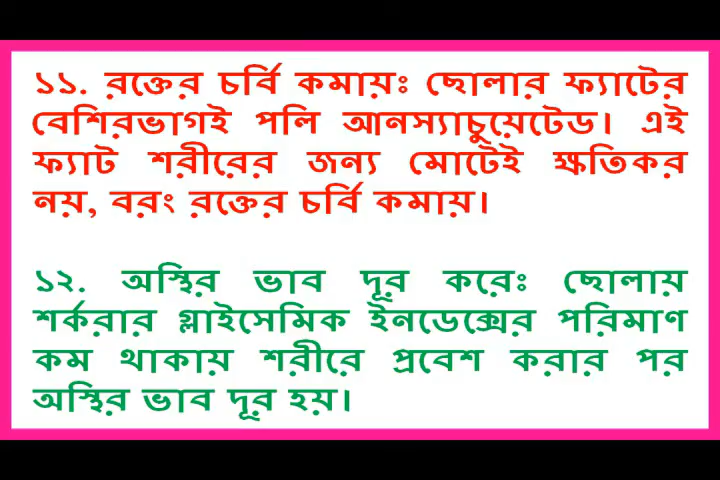 ১১. রক্তের চর্বি কমায়ঃ ছোলার ফ্যাটের
বেশিরভাগই পলি আনস্যাচুয়েটেড। এই
ফ্যাট শরীরের জন্য মোটেই ক্ষতিকর
নয়, বরং রক্তের চর্বি কমায়।
১২. অস্থির ভাব দূর করেঃ ছোলায়
শর্করার গ্লাইসেমিক ইনডেক্সের পরিমাণ
কম থাকায় শরীরে প্রবেশ করার পর
অস্থির ভাব দূর হয়।